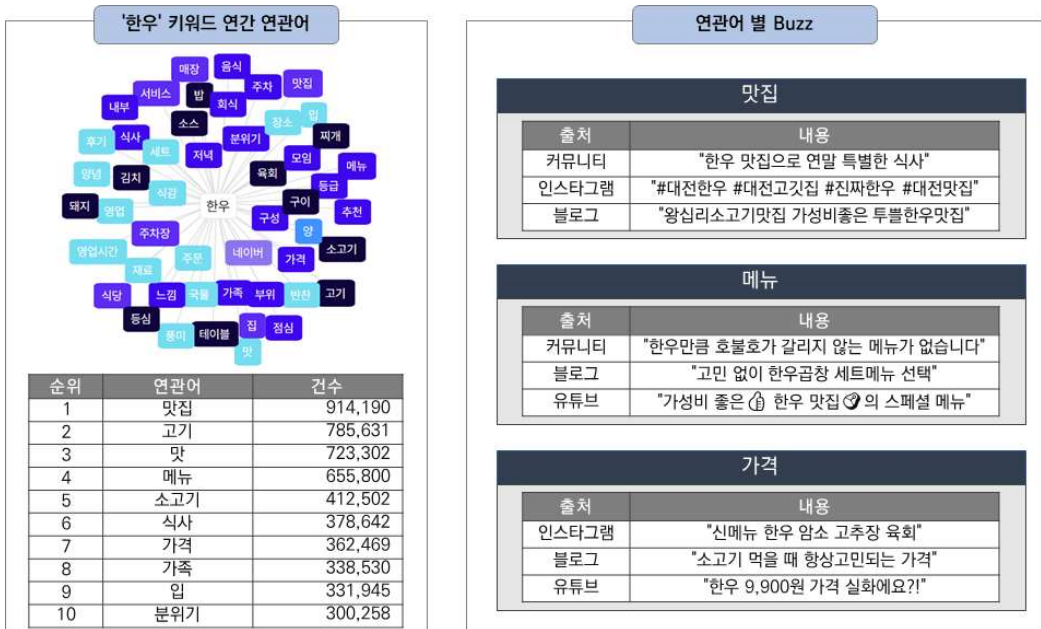 '한우' 키워드 연간 연관어
매장 음식
서비스 밥 주차 맛집
내부 소스 회식 장소 입
후기 식사 세트 저녁 분위기 찌개
양념 김치 육회 모임 메뉴
식감 등급
돼지 영업 한우 구성 구이 추천
주차장 양 소고기
영업시간 주문 네이버 가격
재료
식당 느낌 국물 가족 부위 반찬 고기
등심 집 점심
풍미 테이블 맛
순위 연관어 건수
1 맛집 914,190
2 고기 785,631
3 맛 723,302
4 메뉴 655,800
5 소고기 412,502
6 식사 378,642
7 가격 362,469
8 가족 338,530
9 입 331,945
10 분위기 300,258
연관어 별 Buzz
맛집
출처 내용
커뮤니티 "한우 맛집으로 연말 특별한 식사"
인스타그램 "#대전한우 #대전고깃집 #진짜한우 #대전맛집"
블로그 "왕십리소고기맛집 가성비좋은 투쁠한우맛집"
메뉴
출처 내용
커뮤니티 "한우만큼 호불호가 갈리지 않는 메뉴가 없습니다"
블로그 "고민 없이 한우곱창 세트메뉴 선택"
유튜브 "가성비 좋은👍 한우 맛집🥩의 스페셜 메뉴"
가격
출처 내용
인스타그램 "신메뉴 한우 암소 고추장 육회"
블로그 "소고기 먹을 때 항상고민되는 가격"
유튜브 "한우 9,900원 가격 실화에요?!"